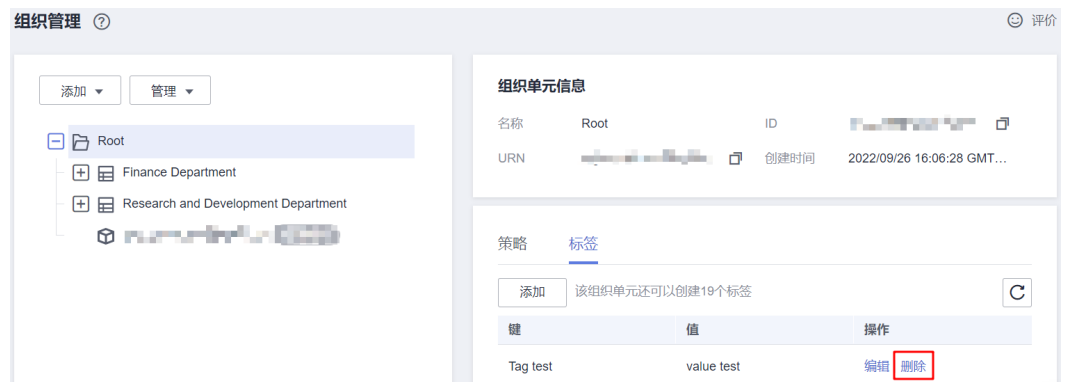 组织管理
评价
添加 管理
Root
Finance Department
Research and Development Department
组织单元信息
名称 Root ID
URN 创建时间 2022/09/26 16:06:28 GMT...
策略 标签
添加 该组织单元还可以创建19个标签
键 值 操作
Tag test value test 编辑 删除